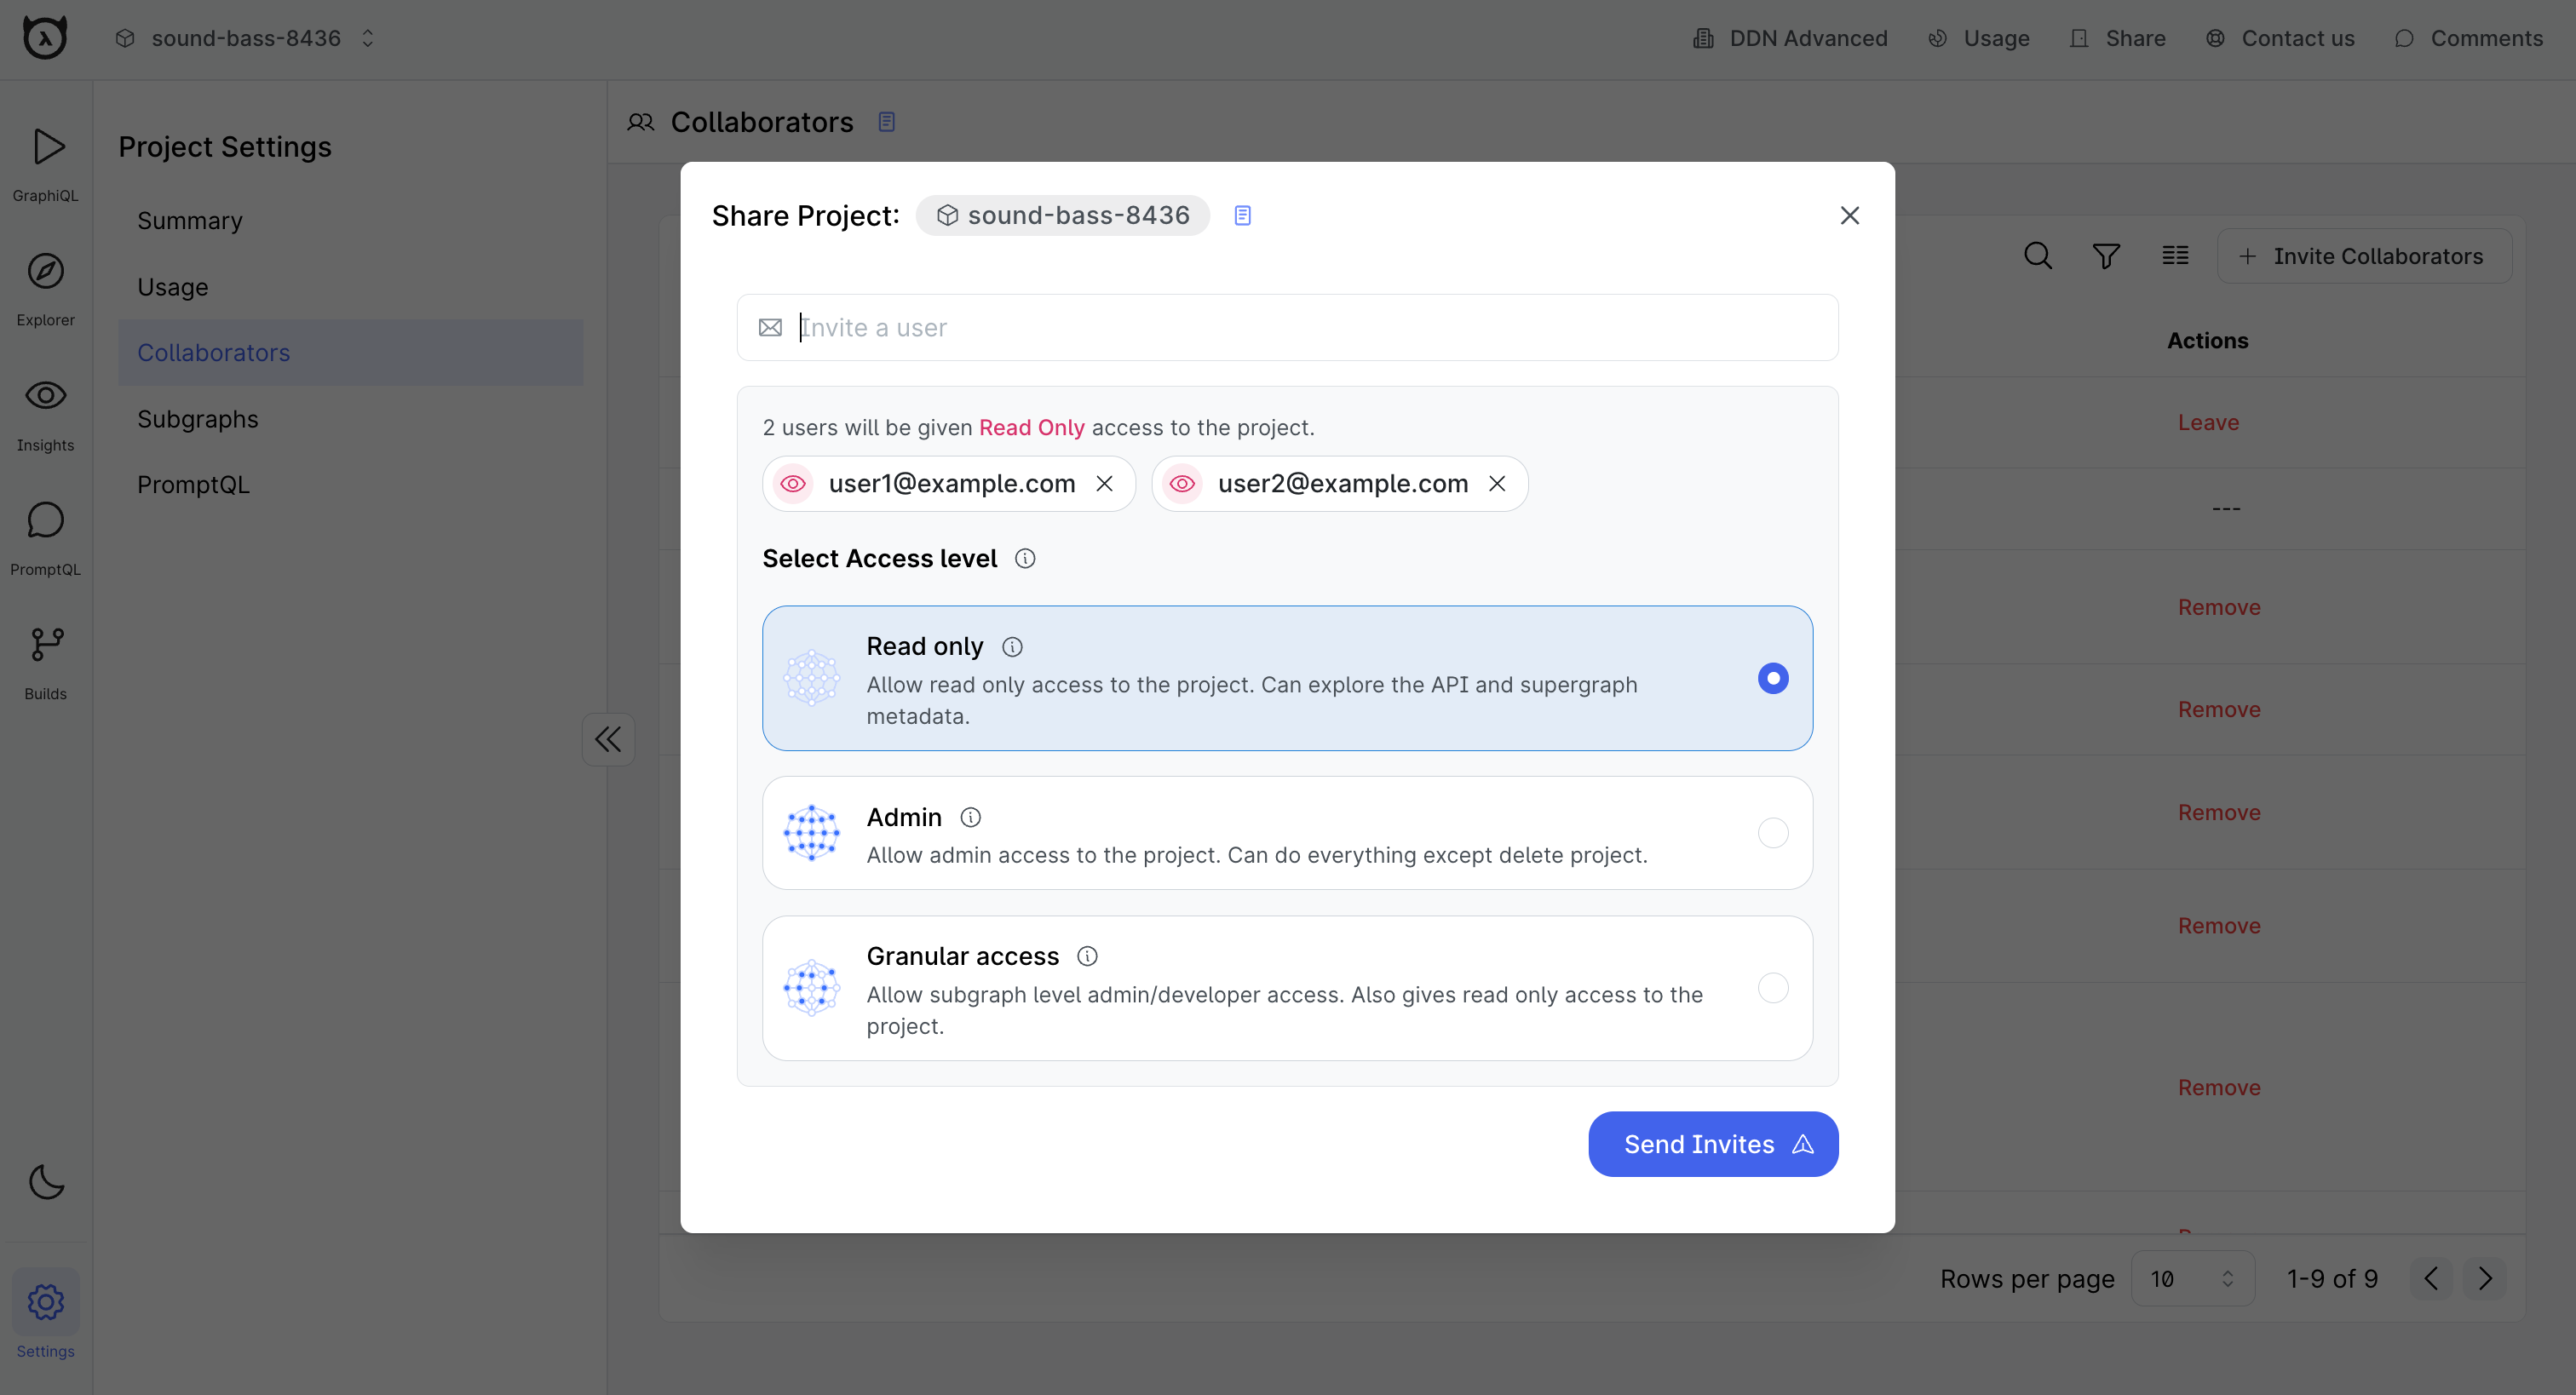 sound-bass-8436
DDN Advanced
Usage
Share
Contact us
Comments
GraphiQL
Explorer
Insights
PromptQL
Builds
Settings
Project Settings
Summary
Usage
Collaborators
Subgraphs
PromptQL
Collaborators
Invite Collaborators
Actions
Leave
---
Remove
Remove
Remove
Remove
Remove
Rows per page
10
1-9 of 9
Share Project:
sound-bass-8436
Invite a user
2 users will be given Read Only access to the project.
user1@example.com
user2@example.com
Select Access level
Read only
Allow read only access to the project. Can explore the API and supergraph
metadata.
Admin
Allow admin access to the project. Can do everything except delete project.
Granular access
Allow subgraph level admin/developer access. Also gives read only access to the
project.
Send Invites